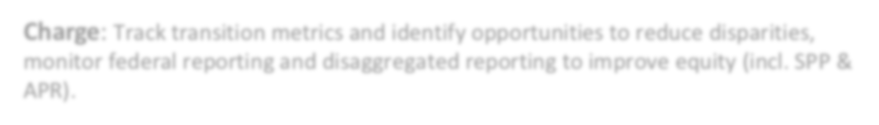 Charge: Track transition metrics and identify opportunities to reduce disparities,
monitor federal reporting and disaggregated reporting to improve equity (incl. SPP &
APR).